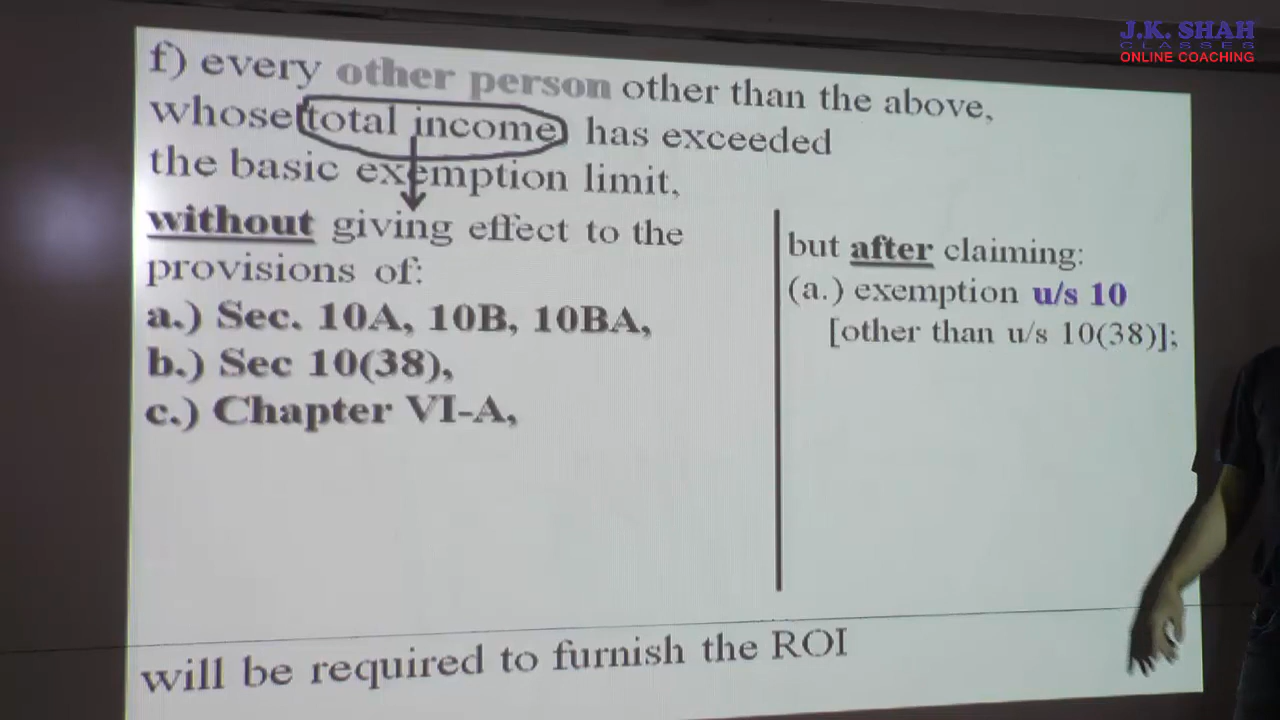 J.K. SHAH
CLASSES
ONLINE COACHING
f) every other person other than the above,
whose total income has exceeded
the basic exemption limit,
without giving effect to the
provisions of:
a.) Sec. 10A, 10B, 10BA,
b.) Sec 10(38),
c.) Chapter VI-A,
but after claiming:
(a.) exemption u/s 10
[other than u/s 10(38)];
will be required to furnish the ROI